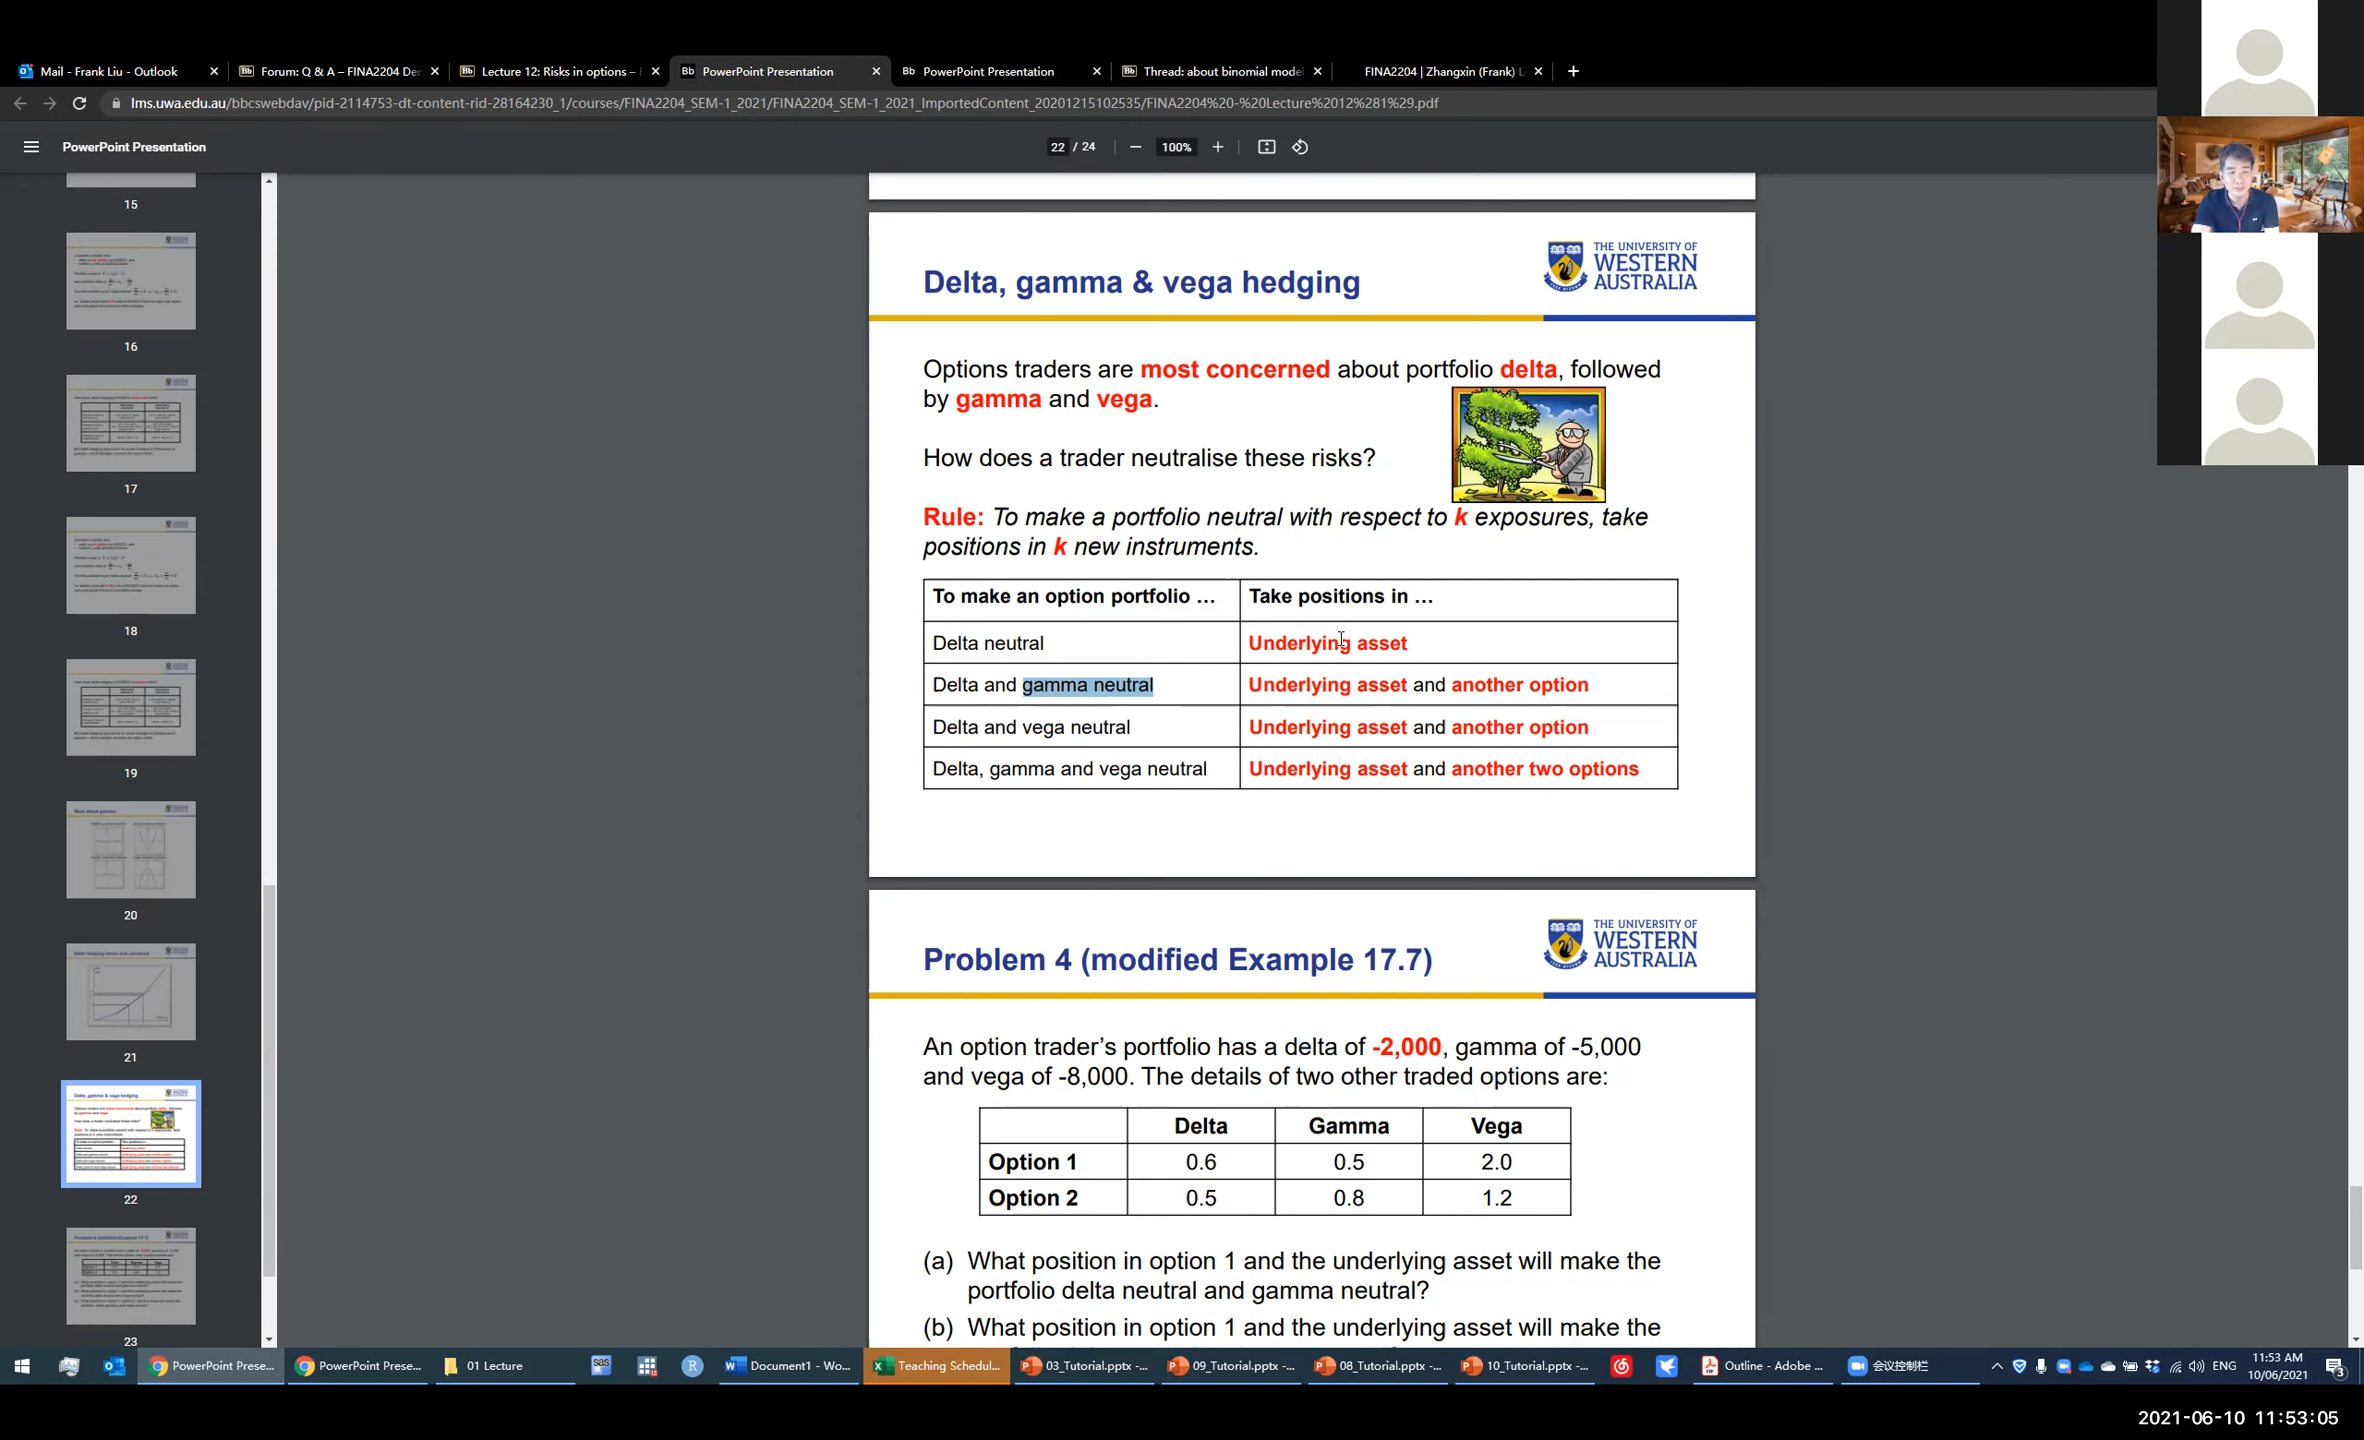 Mail - Frank Liu - Outlook
Forum: Q & A – FINA2204 Der
Lecture 12: Risks in options –
PowerPoint Presentation
PowerPoint Presentation
Thread: about binomial mode
FINA2204 | Zhangxin (Frank) L
lms.uwa.edu.au/bbcswebdav/pid-2114753-dt-content-rid-28164230_1/courses/FINA2204_SEM-1_2021/FINA2204_SEM-1_2021_ImportedContent_20201215102535/FINA2204%20-%20Lecture%2012%281%29.pdf
PowerPoint Presentation
22 / 24
100%
15
16
17
18
19
20
21
22
23
Delta, gamma & vega hedging
THE UNIVERSITY OF
WESTERN
AUSTRALIA
Options traders are most concerned about portfolio delta, followed
by gamma and vega.
How does a trader neutralise these risks?
Rule: To make a portfolio neutral with respect to k exposures, take
positions in k new instruments.
To make an option portfolio … Take positions in …
Delta neutral Underlying asset
Delta and gamma neutral Underlying asset and another option
Delta and vega neutral Underlying asset and another option
Delta, gamma and vega neutral Underlying asset and another two options
Problem 4 (modified Example 17.7)
THE UNIVERSITY OF
WESTERN
AUSTRALIA
An option trader’s portfolio has a delta of -2,000, gamma of -5,000
and vega of -8,000. The details of two other traded options are:
Delta Gamma Vega
Option 1 0.6 0.5 2.0
Option 2 0.5 0.8 1.2
(a) What position in option 1 and the underlying asset will make the
portfolio delta neutral and gamma neutral?
(b) What position in option 1 and the underlying asset will make the
PowerPoint Prese...
PowerPoint Prese...
01 Lecture
Document1 - Wo...
Teaching Schedul...
03_Tutorial.pptx -...
09_Tutorial.pptx -...
08_Tutorial.pptx -...
10_Tutorial.pptx -...
Outline - Adobe ...
会议控制栏
ENG
11:53 AM
10/06/2021
3
2021-06-10 11:53:05